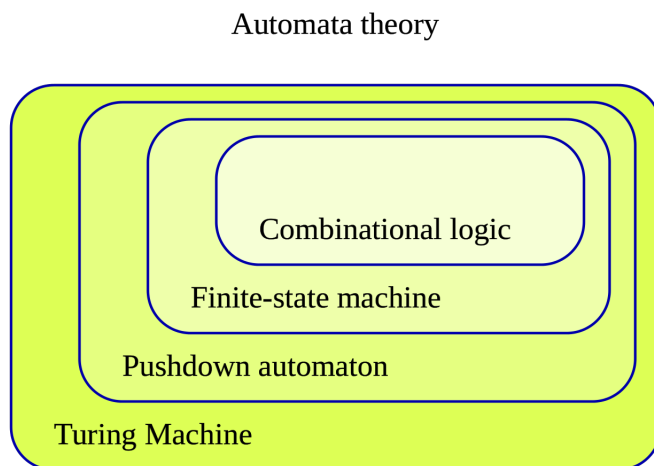 Automata theory
Combinational logic
Finite-state machine
Pushdown automaton
Turing Machine